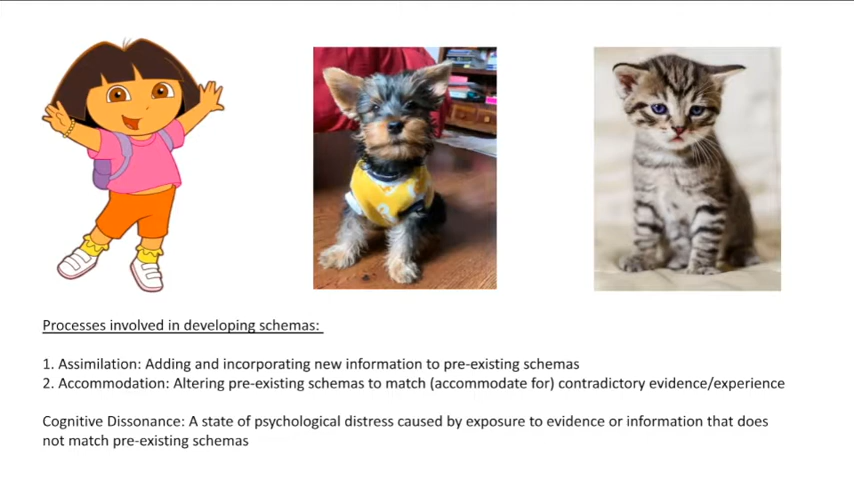 Processes involved in developing schemas:
1. Assimilation: Adding and incorporating new information to pre-existing schemas
2. Accommodation: Altering pre-existing schemas to match (accommodate for) contradictory evidence/experience
Cognitive Dissonance: A state of psychological distress caused by exposure to evidence or information that does
not match pre-existing schemas